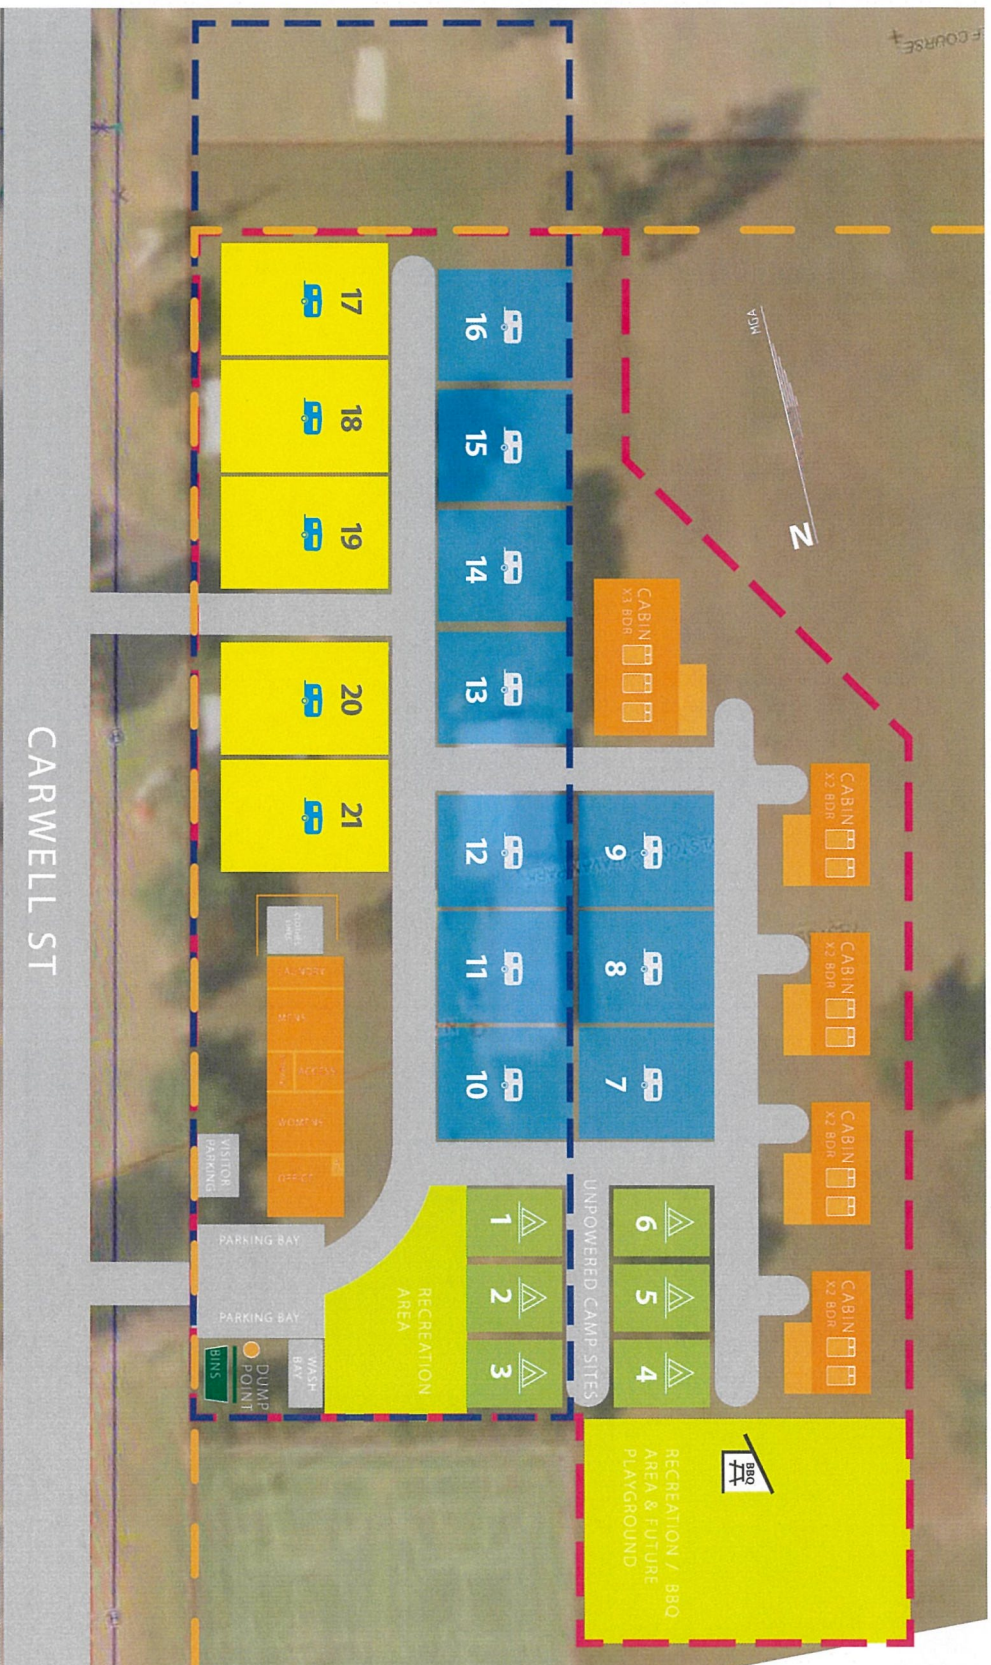 MGA
N
17
18
19
20
21
16
15
14
13
12
11
10
9
8
7
CABIN
X3 BDR
CABIN
X2 BDR
CABIN
X2 BDR
CABIN
X2 BDR
CABIN
X2 BDR
CARWELL ST
CLOTHES
LINES
LAUNDRY
MENS
ACCESS
WOMENS
OFFICE
VISITOR
PARKING
PARKING BAY
PARKING BAY
WASH
BAY
DUMP
POINT
BINS
RECREATION
AREA
1
2
3
UNPOWERED CAMP SITES
6
5
4
BBQ
RECREATION / BBQ
AREA & FUTURE
PLAYGROUND